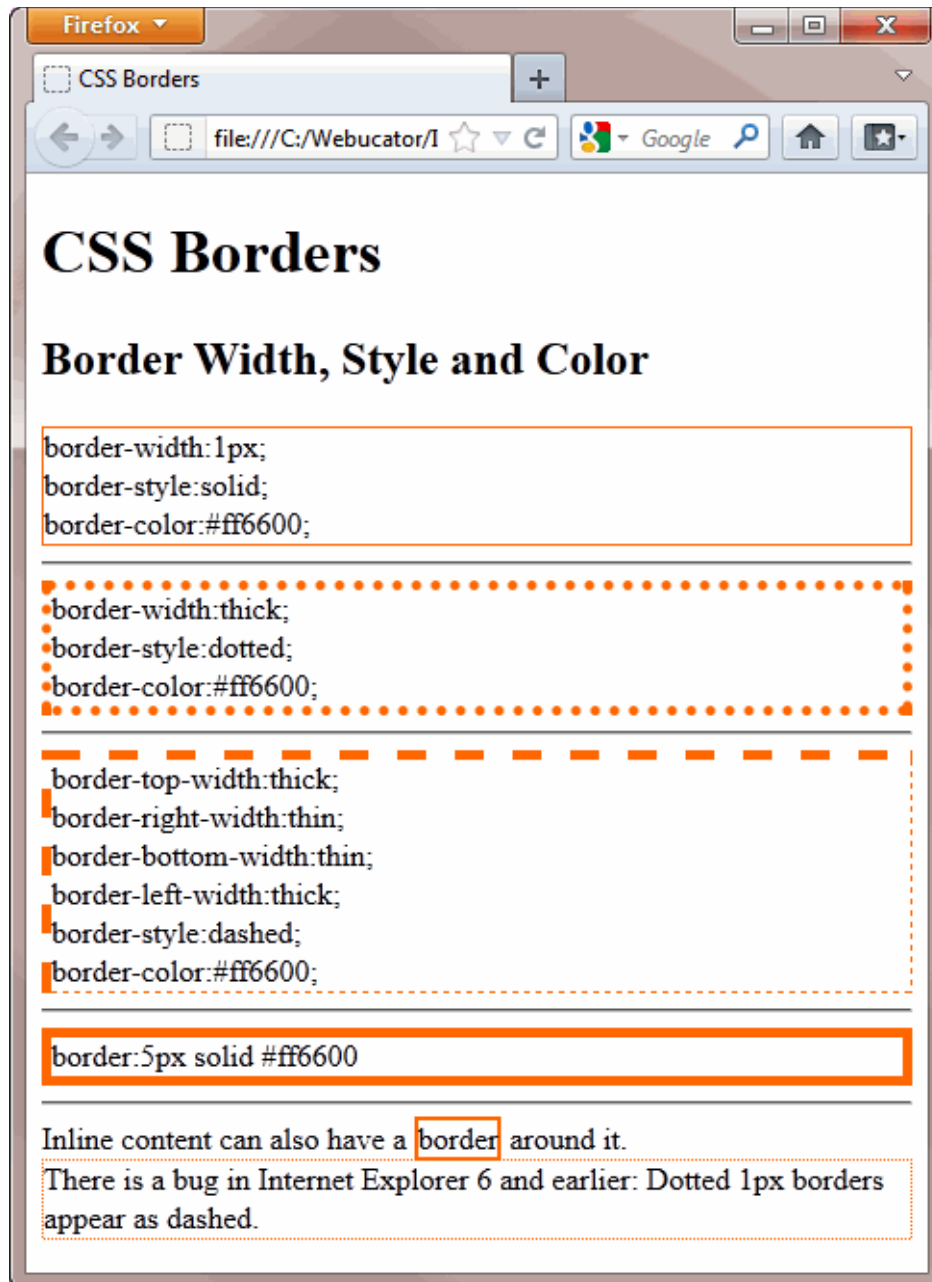 Firefox
CSS Borders
file:///C:/Webucator/I
Google
CSS Borders
Border Width, Style and Color
border-width:1px;
border-style:solid;
border-color:#ff6600;
border-width:thick;
border-style:dotted;
border-color:#ff6600;
border-top-width:thick;
border-right-width:thin;
border-bottom-width:thin;
border-left-width:thick;
border-style:dashed;
border-color:#ff6600;
border:5px solid #ff6600
Inline content can also have a border around it.
There is a bug in Internet Explorer 6 and earlier: Dotted 1px borders
appear as dashed.